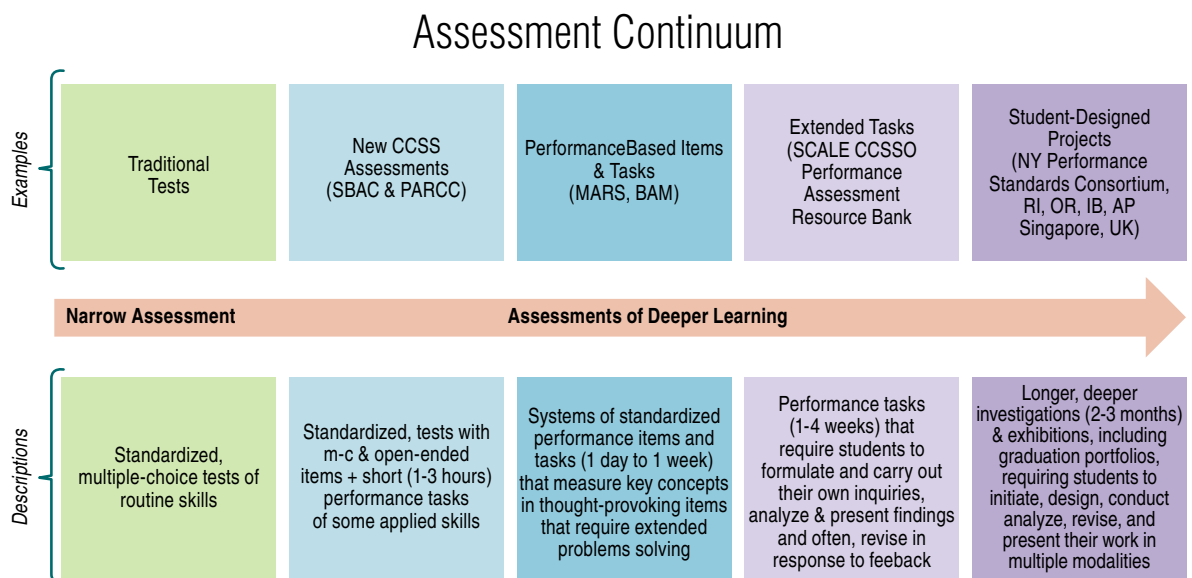 Assessment Continuum
Examples
Traditional
Tests
New CCSS
Assessments
(SBAC & PARCC)
PerformanceBased Items
& Tasks
(MARS, BAM)
Extended Tasks
(SCALE CCSSO
Performance
Assessment
Resource Bank
Student-Designed
Projects
(NY Performance
Standards Consortium,
RI, OR, IB, AP
Singapore, UK)
Narrow Assessment
Assessments of Deeper Learning
Descriptions
Standardized,
multiple-choice tests of
routine skills
Standardized, tests with
m-c & open-ended
items + short (1-3 hours)
performance tasks
of some applied skills
Systems of standardized
performance items and
tasks (1 day to 1 week)
that measure key concepts
in thought-provoking items
that require extended
problems solving
Performance tasks
(1-4 weeks) that
require students to
formulate and carry out
their own inquiries,
analyze & present findings
and often, revise in
response to feeback
Longer, deeper
investigations (2-3 months)
& exhibitions, including
graduation portfolios,
requiring students to
initiate, design, conduct
analyze, revise, and
present their work in
multiple modalities